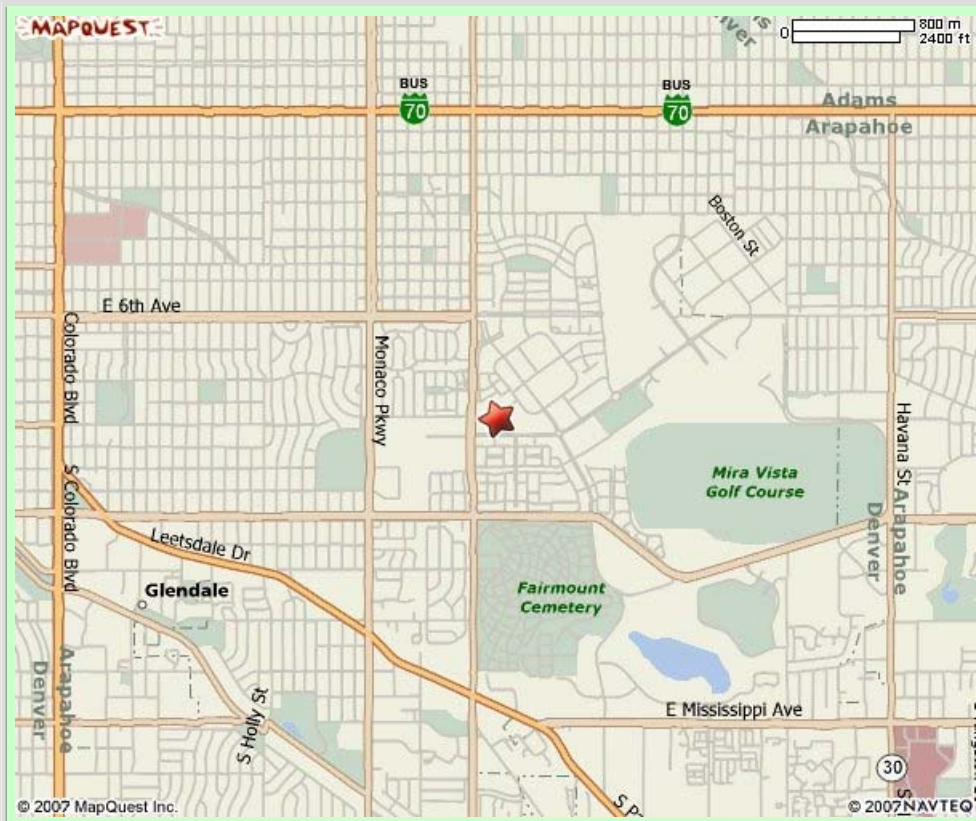 MAPQUEST
0
800 m
2400 ft
BUS
70
BUS
70
Adams
Arapahoe
Boston St
E 6th Ave
Colorado Blvd
Monaco Pkwy
Havana St
Mira Vista
Golf Course
S Colorado Blvd
Leetsdale Dr
Arapahoe
Denver
Glendale
Fairmount
Cemetery
Arapahoe
Denver
E Mississippi Ave
S Holly St
30
© 2007 MapQuest Inc.
© 2007 NAVTEQ